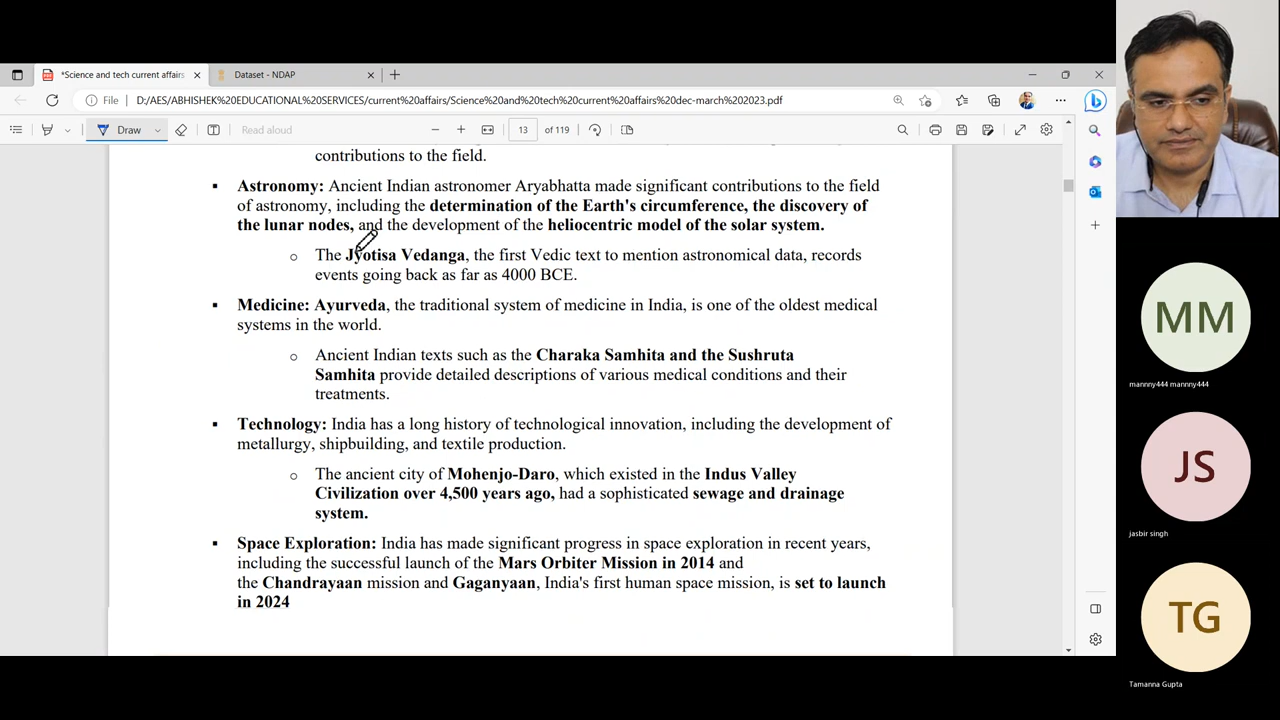 *Science and tech current affairs
Dataset - NDAP
File
D:/AES/ABHISHEK%20EDUCATIONAL%20SERVICES/current%20affairs/Science%20and%20tech%20current%20affairs%20dec-march%202023.pdf
Draw
Read aloud
13
of 119
contributions to the field.
▪ Astronomy: Ancient Indian astronomer Aryabhatta made significant contributions to the field
of astronomy, including the determination of the Earth's circumference, the discovery of
the lunar nodes, and the development of the heliocentric model of the solar system.
o The Jyotisa Vedanga, the first Vedic text to mention astronomical data, records
events going back as far as 4000 BCE.
▪ Medicine: Ayurveda, the traditional system of medicine in India, is one of the oldest medical
systems in the world.
o Ancient Indian texts such as the Charaka Samhita and the Sushruta
Samhita provide detailed descriptions of various medical conditions and their
treatments.
▪ Technology: India has a long history of technological innovation, including the development of
metallurgy, shipbuilding, and textile production.
o The ancient city of Mohenjo-Daro, which existed in the Indus Valley
Civilization over 4,500 years ago, had a sophisticated sewage and drainage
system.
▪ Space Exploration: India has made significant progress in space exploration in recent years,
including the successful launch of the Mars Orbiter Mission in 2014 and
the Chandrayaan mission and Gaganyaan, India's first human space mission, is set to launch
in 2024
MM
mannny444 mannny444
JS
jasbir singh
TG
Tamanna Gupta